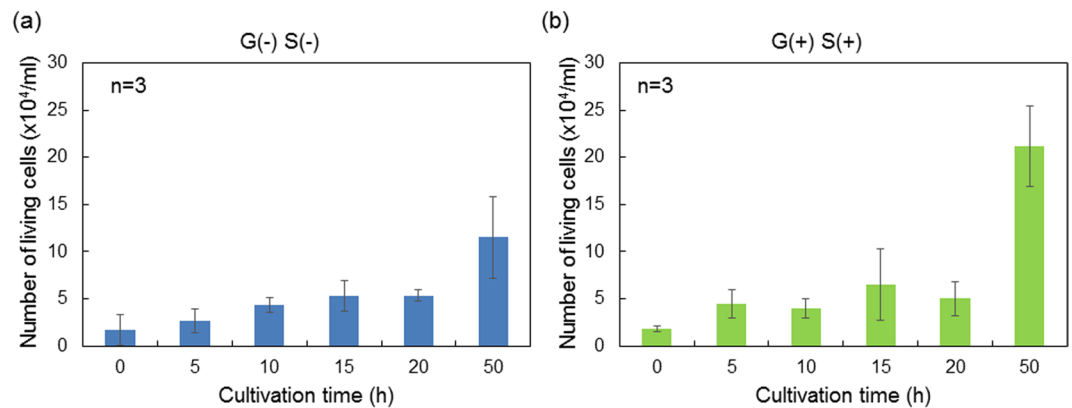 (a)
G(-) S(-)
n=3
Number of living cells (x10⁴/ml)
30
25
20
15
10
5
0
0 5 10 15 20 50
Cultivation time (h)
(b)
G(+) S(+)
n=3
Number of living cells (x10⁴/ml)
30
25
20
15
10
5
0
0 5 10 15 20 50
Cultivation time (h)